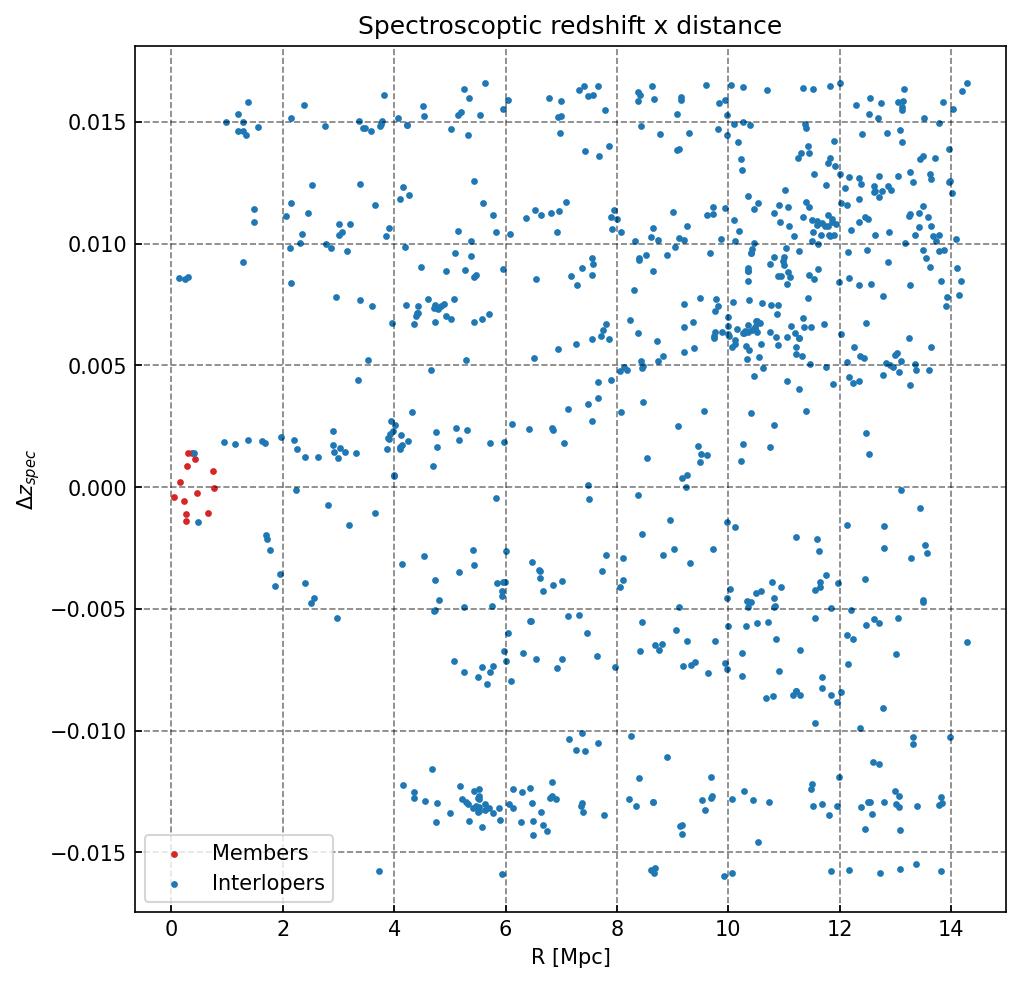 Spectroscoptic redshift x distance
0.015
0.010
0.005
0.000
−0.005
−0.010
−0.015
Δz_spec
Members
Interlopers
0 2 4 6 8 10 12 14
R [Mpc]